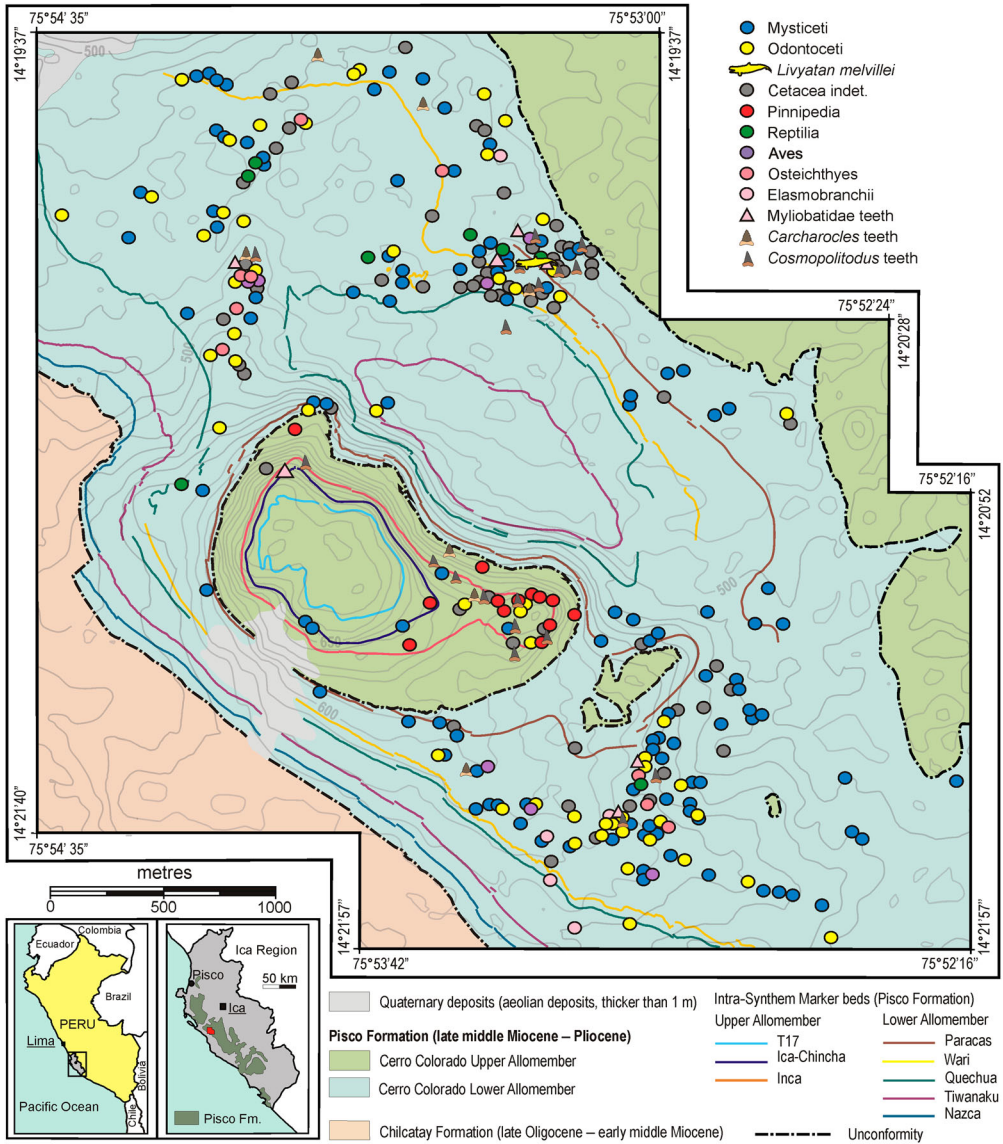 75°54' 35"
75°53'00"
14°19'37"
14°19'37"
500
Mysticeti
Odontoceti
Livyatan melvillei
Cetacea indet.
Pinnipedia
Reptilia
Aves
Osteichthyes
Elasmobranchii
Myliobatidae teeth
Carcharocles teeth
Cosmopolitodus teeth
75°52'24"
14°20'28"
500
75°52'16"
14°20'52"
500
600
600
14°21'40"
75°54' 35"
14°21'57"
14°21'57"
75°53'42"
75°52'16"
metres
0 500 1000
Colombia
Ecuador
Brazil
PERU
Lima
Bolivia
Chile
Pacific Ocean
Ica Region
50 km
Pisco
Ica
Pisco Fm.
Quaternary deposits (aeolian deposits, thicker than 1 m)
Pisco Formation (late middle Miocene – Pliocene)
Cerro Colorado Upper Allomember
Cerro Colorado Lower Allomember
Chilcatay Formation (late Oligocene – early middle Miocene)
Intra-Synthem Marker beds (Pisco Formation)
Upper Allomember
T17
Ica-Chincha
Inca
Lower Allomember
Paracas
Wari
Quechua
Tiwanaku
Nazca
Unconformity